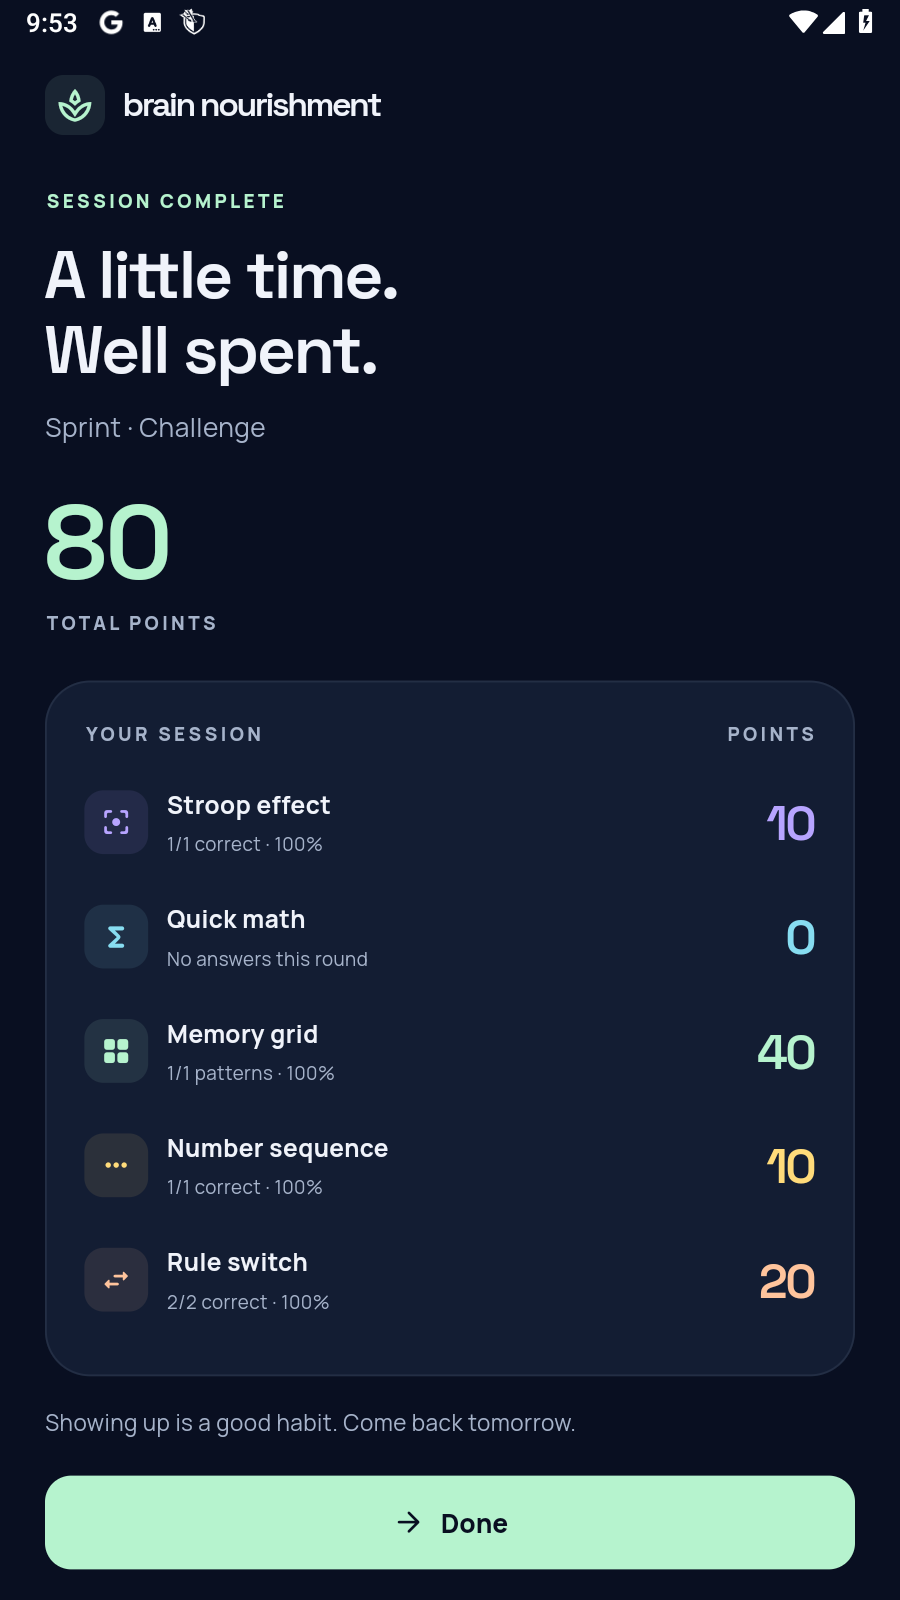 9:53
brain nourishment
SESSION COMPLETE
A little time.
Well spent.
Sprint · Challenge
80
TOTAL POINTS
YOUR SESSION POINTS
Stroop effect
1/1 correct · 100%
10
Quick math
No answers this round
0
Memory grid
1/1 patterns · 100%
40
Number sequence
1/1 correct · 100%
10
Rule switch
2/2 correct · 100%
20
Showing up is a good habit. Come back tomorrow.
Done